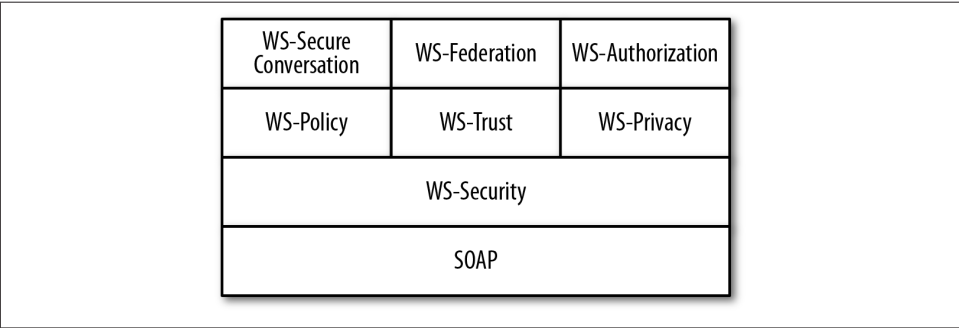 WS-Secure
Conversation
WS-Federation
WS-Authorization
WS-Policy
WS-Trust
WS-Privacy
WS-Security
SOAP